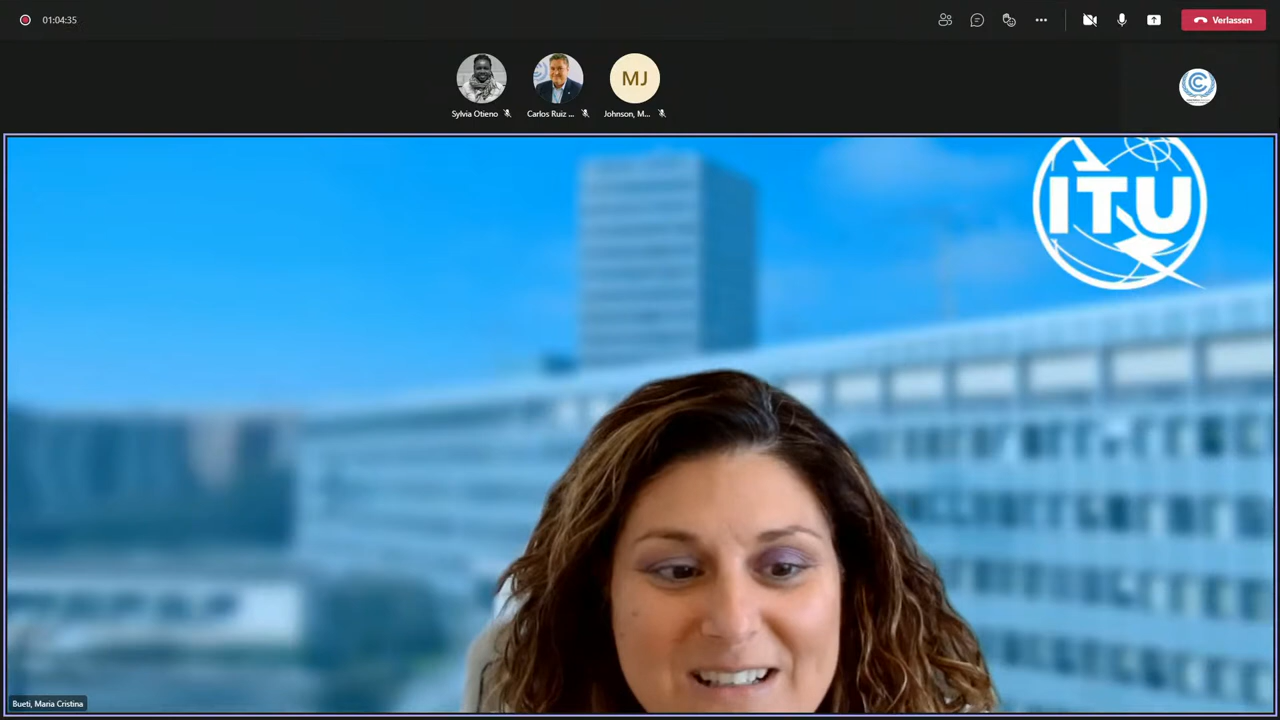 01:04:35
Verlassen
Sylvia Otieno
Carlos Ruiz ...
MJ
Johnson, M...
ITU
Bueti, Maria Cristina